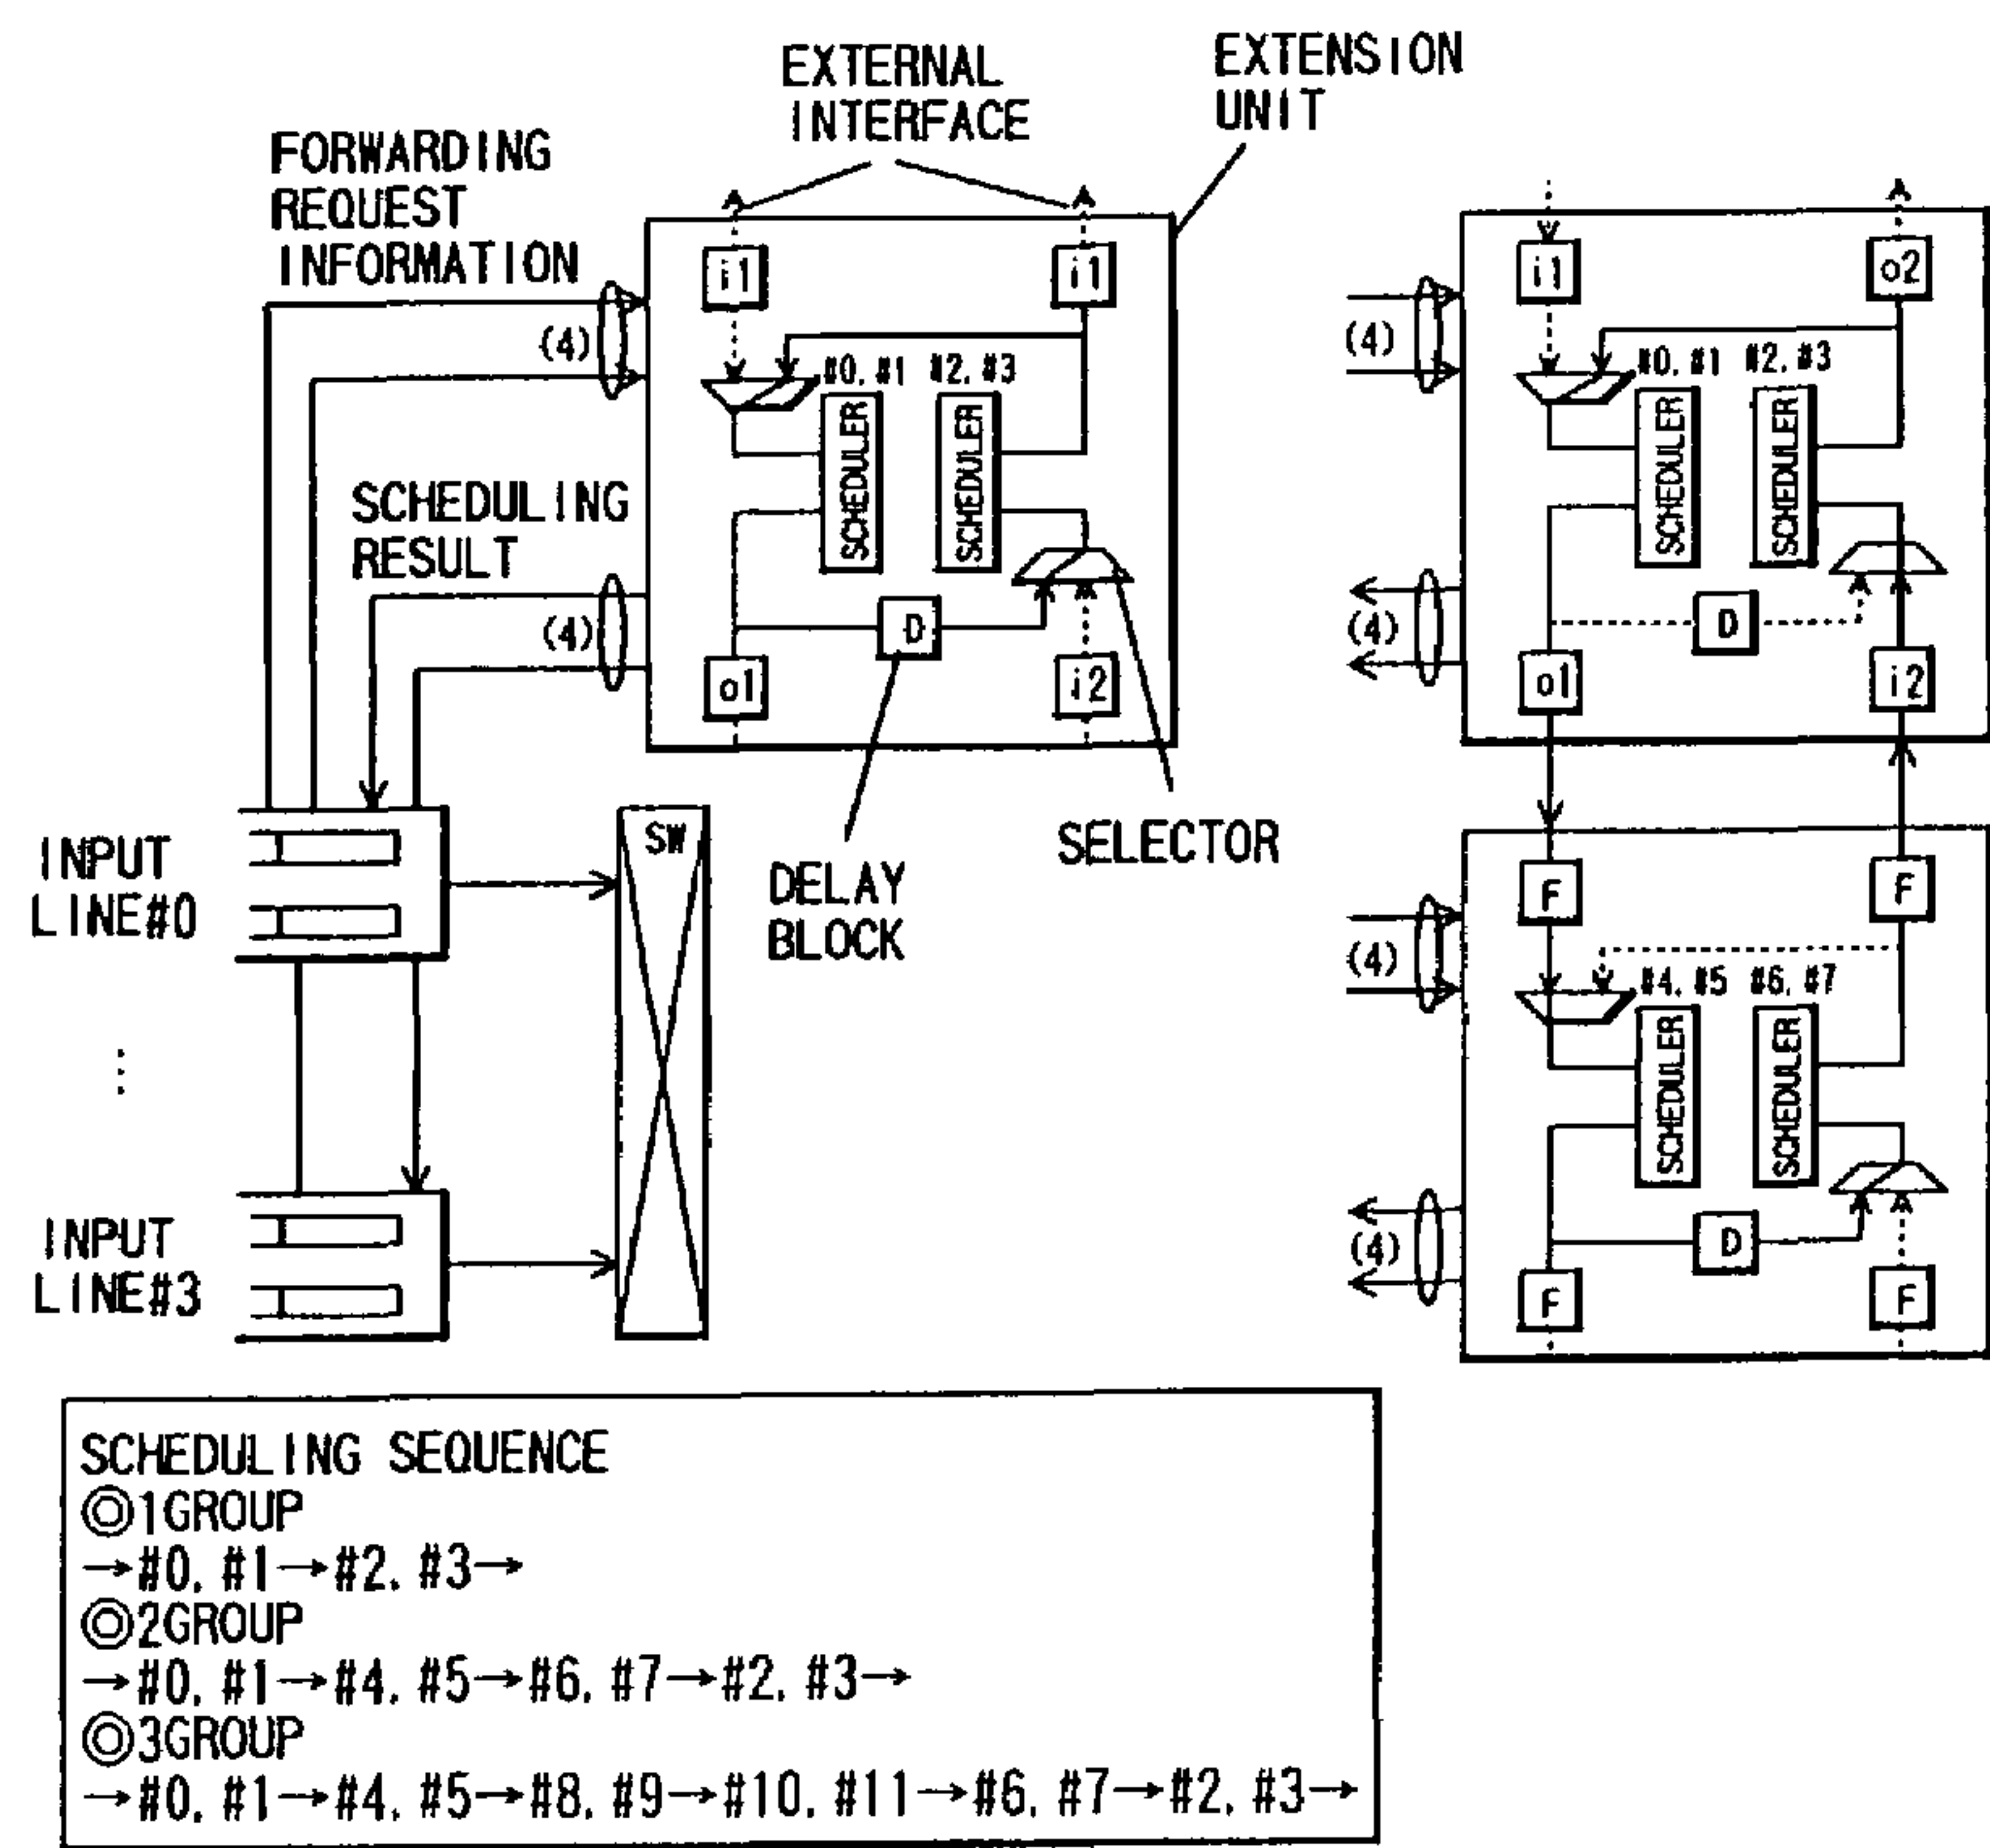 EXTERNAL
INTERFACE
EXTENSION
UNIT
FORWARDING
REQUEST
INFORMATION
i1
i1
(4)
#0, #1 #2, #3
SCHEDULER
SCHEDULER
SCHEDULING
RESULT
(4)
D
o1
i2
i1
o2
(4)
#0, #1 #2, #3
SCHEDULER
SCHEDULER
(4)
D
o1
i2
INPUT
LINE#0
SW
DELAY
BLOCK
SELECTOR
F
F
(4)
#4, #5 #6, #7
SCHEDULER
SCHEDULER
(4)
D
F
F
INPUT
LINE#3
SCHEDULING SEQUENCE
◎1GROUP
→#0, #1→#2, #3→
◎2GROUP
→#0, #1→#4, #5→#6, #7→#2, #3→
◎3GROUP
→#0, #1→#4, #5→#8, #9→#10, #11→#6, #7→#2, #3→